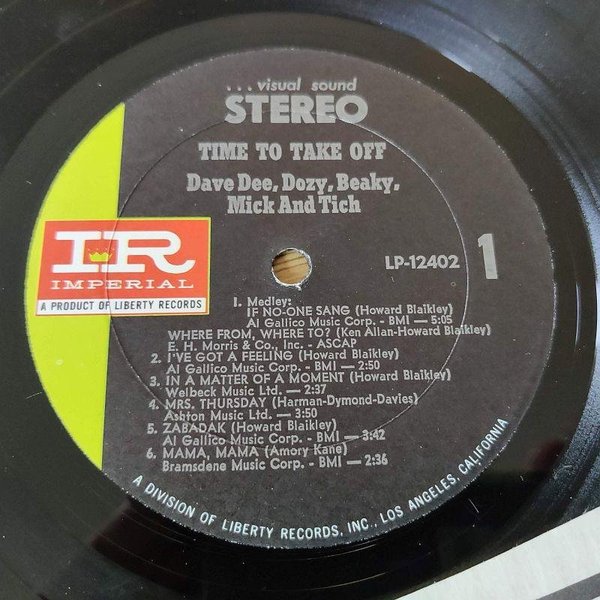 ...visual sound
STEREO
TIME TO TAKE OFF
Dave Dee, Dozy, Beaky,
Mick And Tich
IR
IMPERIAL
A PRODUCT OF LIBERTY RECORDS
LP-12402
1
1. Medley:
IF NO-ONE SANG (Howard Blaikley)
Al Gallico Music Corp. - BMI — 5:05
WHERE FROM, WHERE TO? (Ken Allan-Howard Blaikley)
E. H. Morris & Co., Inc. - ASCAP
2. I'VE GOT A FEELING (Howard Blaikley)
Al Gallico Music Corp. - BMI — 2:50
3. IN A MATTER OF A MOMENT (Howard Blaikley)
Welbeck Music Ltd. — 2:37
4. MRS. THURSDAY (Harman-Dymond-Davies)
Ashton Music Ltd. — 3:50
5. ZABADAK (Howard Blaikley)
Al Gallico Music Corp. - BMI — 3:42
6. MAMA, MAMA (Amory Kane)
Bramsdene Music Corp. - BMI — 2:36
A DIVISION OF LIBERTY RECORDS, INC., LOS ANGELES, CALIFORNIA